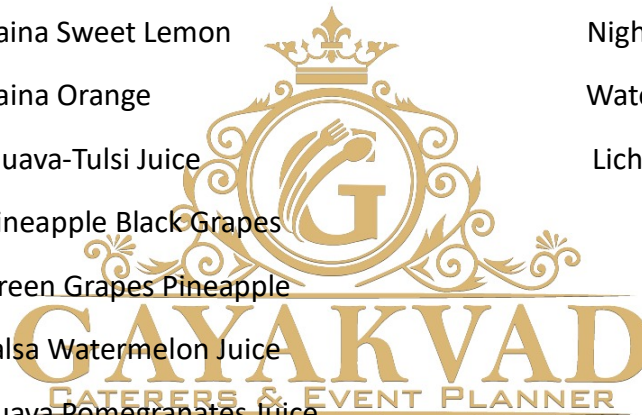 aina Sweet Lemon
Nigh
aina Orange
Wate
uava-Tulsi Juice
Lich
ineapple Black Grapes
reen Grapes Pineapple
alsa Watermelon Juice
uava Pomegranates Juice
G
GAYAKVAD
CATERERS & EVENT PLANNER